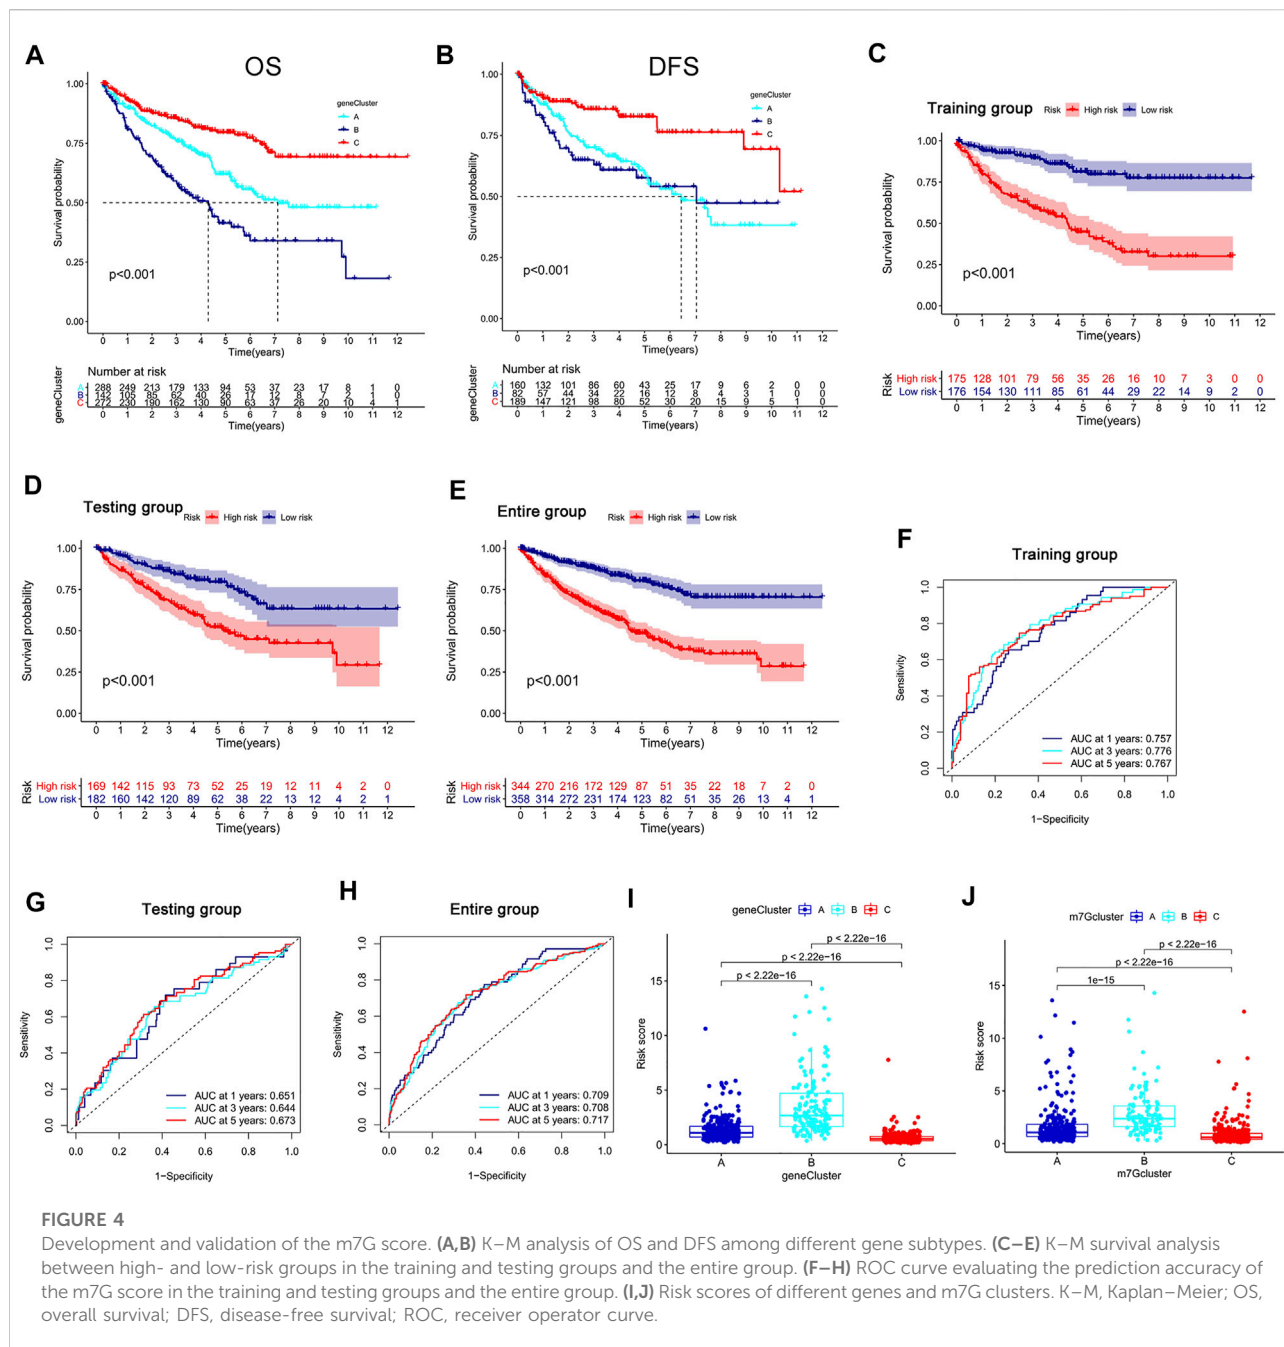 A
OS
geneCluster
A
B
C
Survival probability
1.00
0.75
0.50
0.25
0.00
p<0.001
0 1 2 3 4 5 6 7 8 9 10 11 12
Time(years)
Number at risk
geneCluster
A 288 249 213 179 133 94 53 37 23 17 8 1 0
B 142 105 85 62 40 26 17 12 8 7 2 1 0
C 272 230 190 162 130 90 63 37 26 20 10 4 1
0 1 2 3 4 5 6 7 8 9 10 11 12
Time(years)
B
DFS
geneCluster
A
B
C
Survival probability
1.00
0.75
0.50
0.25
0.00
p<0.001
0 1 2 3 4 5 6 7 8 9 10 11 12
Time(years)
Number at risk
geneCluster
A 160 132 101 86 60 43 25 17 9 6 2 0 0
B 82 57 44 34 22 16 12 8 4 3 1 0 0
C 189 147 121 98 80 52 30 20 15 9 5 1 0
0 1 2 3 4 5 6 7 8 9 10 11 12
Time(years)
C
Training group
Risk High risk Low risk
Survival probability
1.00
0.75
0.50
0.25
0.00
p<0.001
0 1 2 3 4 5 6 7 8 9 10 11 12
Time(years)
Risk
High risk 175 128 101 79 56 35 26 16 10 7 3 0 0
Low risk 176 154 130 111 85 61 44 29 22 14 9 2 0
0 1 2 3 4 5 6 7 8 9 10 11 12
Time(years)
D
Testing group
Risk High risk Low risk
Survival probability
1.00
0.75
0.50
0.25
0.00
p<0.001
0 1 2 3 4 5 6 7 8 9 10 11 12
Time(years)
Risk
High risk 169 142 115 93 73 52 25 19 12 11 4 2 0
Low risk 182 160 142 120 89 62 38 22 13 12 4 2 1
0 1 2 3 4 5 6 7 8 9 10 11 12
Time(years)
E
Entire group
Risk High risk Low risk
Survival probability
1.00
0.75
0.50
0.25
0.00
p<0.001
0 1 2 3 4 5 6 7 8 9 10 11 12
Time(years)
Risk
High risk 344 270 216 172 129 87 51 35 22 18 7 2 0
Low risk 358 314 272 231 174 123 82 51 35 26 13 4 1
0 1 2 3 4 5 6 7 8 9 10 11 12
Time(years)
F
Training group
Sensitivity
1.0
0.8
0.6
0.4
0.2
0.0
AUC at 1 years: 0.757
AUC at 3 years: 0.776
AUC at 5 years: 0.767
0.0 0.2 0.4 0.6 0.8 1.0
1−Specificity
G
Testing group
Sensitivity
1.0
0.8
0.6
0.4
0.2
0.0
AUC at 1 years: 0.651
AUC at 3 years: 0.644
AUC at 5 years: 0.673
0.0 0.2 0.4 0.6 0.8 1.0
1−Specificity
H
Entire group
Sensitivity
1.0
0.8
0.6
0.4
0.2
0.0
AUC at 1 years: 0.709
AUC at 3 years: 0.708
AUC at 5 years: 0.717
0.0 0.2 0.4 0.6 0.8 1.0
1−Specificity
I
geneCluster A B C
p < 2.22e−16
p < 2.22e−16
p < 2.22e−16
Risk score
15
10
5
0
A B C
geneCluster
J
m7Gcluster A B C
p < 2.22e−16
p < 2.22e−16
1e−15
Risk score
15
10
5
0
A B C
m7Gcluster
FIGURE 4
Development and validation of the m7G score. (A,B) K–M analysis of OS and DFS among different gene subtypes. (C–E) K–M survival analysis
between high- and low-risk groups in the training and testing groups and the entire group. (F–H) ROC curve evaluating the prediction accuracy of
the m7G score in the training and testing groups and the entire group. (I,J) Risk scores of different genes and m7G clusters. K–M, Kaplan–Meier; OS,
overall survival; DFS, disease-free survival; ROC, receiver operator curve.